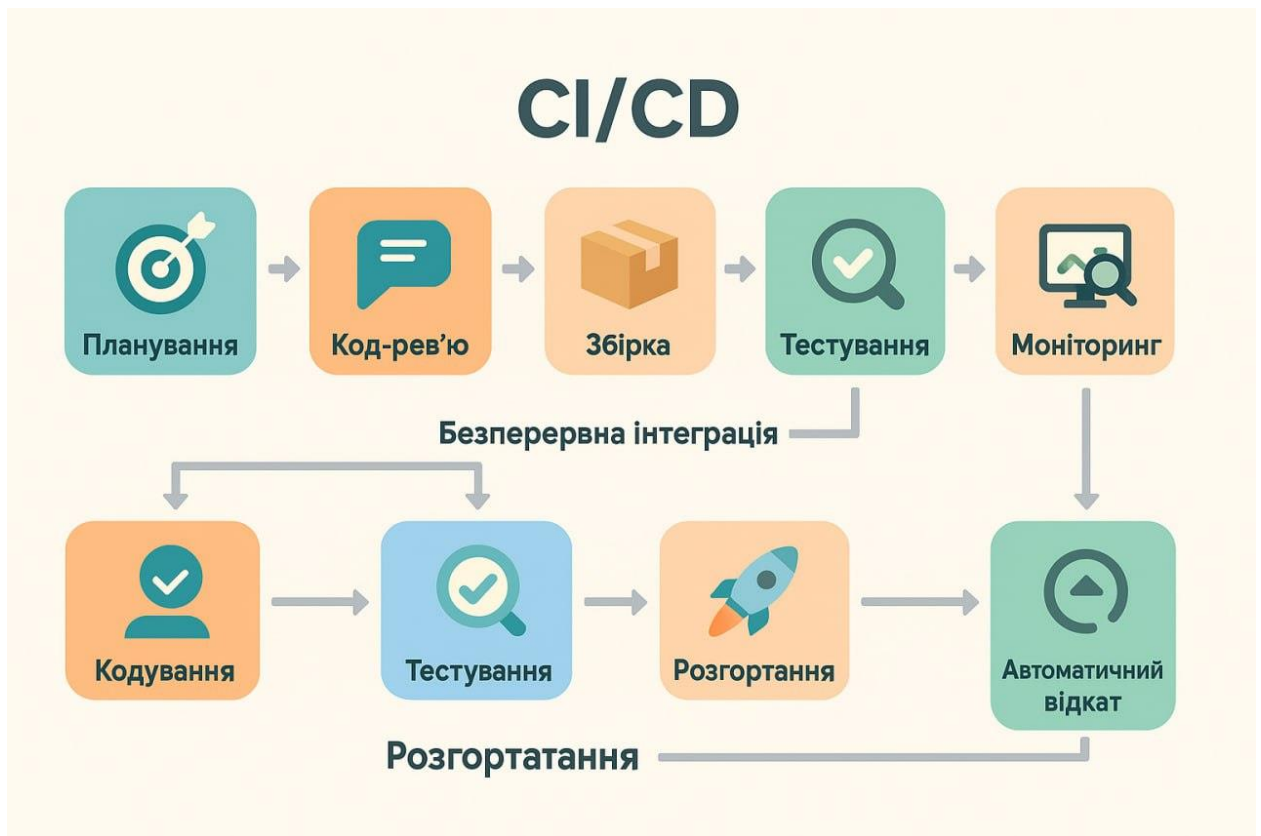 CI/CD
Планування
Код-рев’ю
Збірка
Тестування
Моніторинг
Безперервна інтеграція
Кодування
Тестування
Розгортання
Автоматичний
відкат
Розгортатання